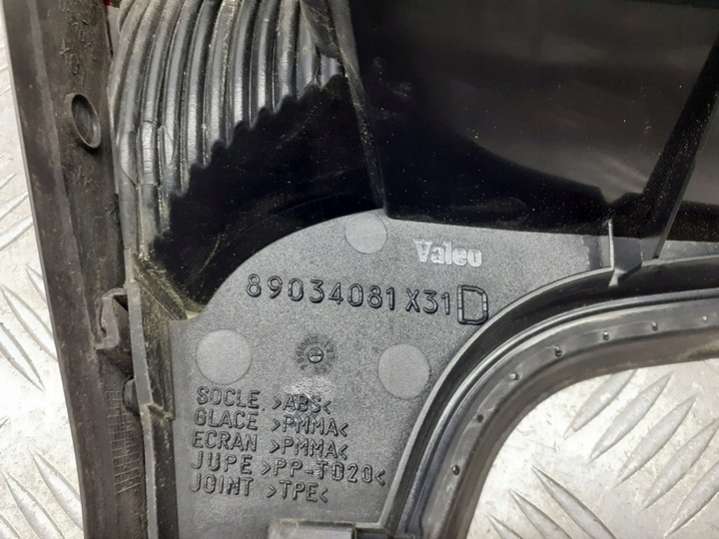 Valeo
89034081 X31 D
SOCLE >ABS<
GLACE >PMMA<
ECRAN >PMMA<
JUPE >PP-TD20<
JOINT >TPE<